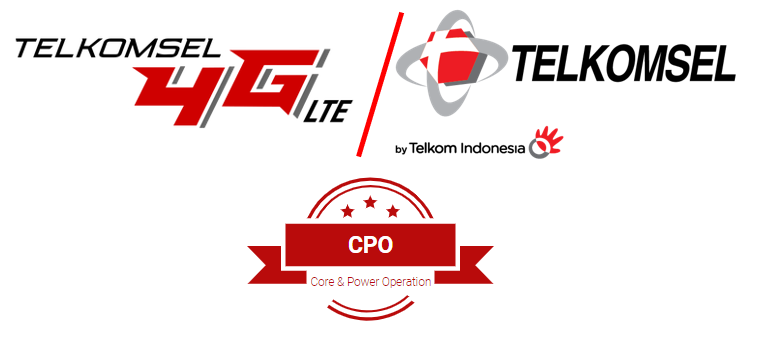 TELKOMSEL
4G LTE
TELKOMSEL
by Telkom Indonesia
CPO
Core & Power Operation